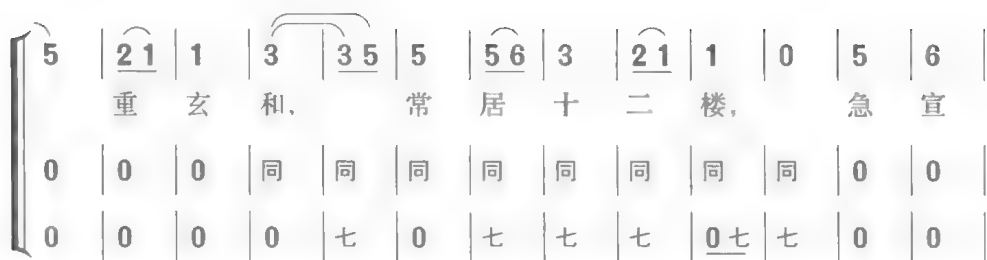 5 | 2 1 | 1 | 3 | 3 5 | 5 | 5 6 | 3 | 2 1 | 1 | 0 | 5 | 6 |
重 玄 和、 常 居 十 二 楼， 急 宣
0 | 0 | 0 | 同 | 同 | 同 | 同 | 同 | 同 | 同 | 同 | 0 | 0 |
0 | 0 | 0 | 0 | 七 | 0 | 七 | 七 | 七 | 0 七 | 七 | 0 | 0 |